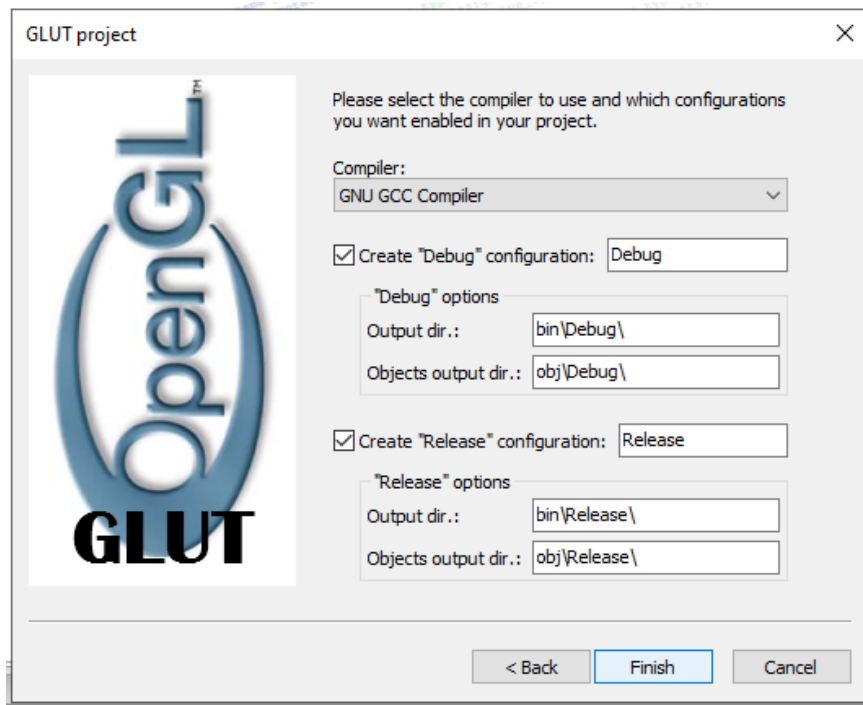 GLUT project
OpenGL™
GLUT
Please select the compiler to use and which configurations
you want enabled in your project.
Compiler:
GNU GCC Compiler
Create "Debug" configuration: Debug
"Debug" options
Output dir.: bin\Debug\
Objects output dir.: obj\Debug\
Create "Release" configuration: Release
"Release" options
Output dir.: bin\Release\
Objects output dir.: obj\Release\
< Back Finish Cancel